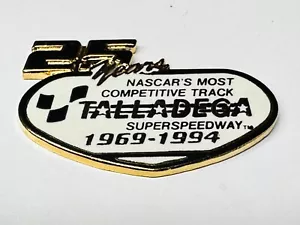 25
Years
NASCAR'S MOST
COMPETITIVE TRACK
TALLADEGA
SUPERSPEEDWAY™
1969-1994